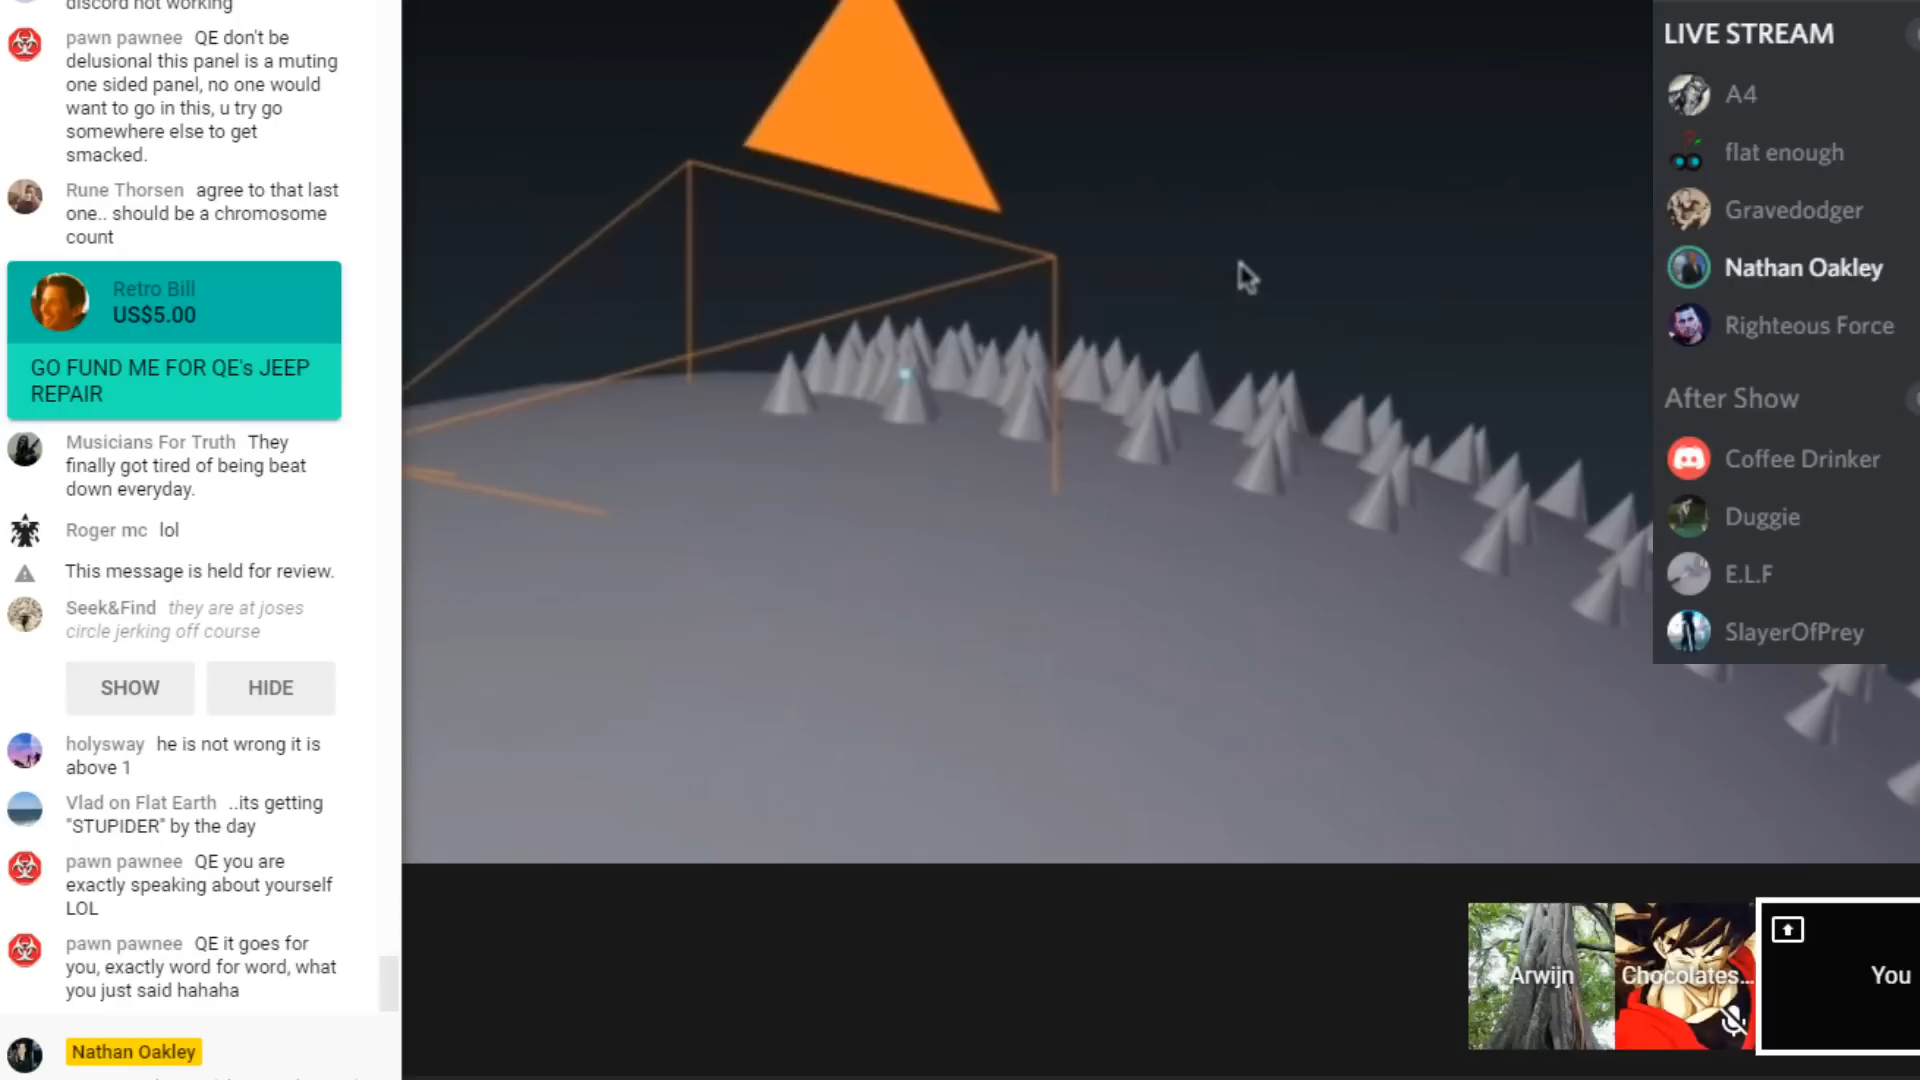 discord not working
pawn pawnee QE don't be
delusional this panel is a muting
one sided panel, no one would
want to go in this, u try go
somewhere else to get
smacked.
Rune Thorsen agree to that last
one.. should be a chromosome
count
Retro Bill
US$5.00
GO FUND ME FOR QE's JEEP
REPAIR
Musicians For Truth They
finally got tired of being beat
down everyday.
Roger mc lol
This message is held for review.
Seek&Find they are at joses
circle jerking off course
SHOW HIDE
holysway he is not wrong it is
above 1
Vlad on Flat Earth ..its getting
"STUPIDER" by the day
pawn pawnee QE you are
exactly speaking about yourself
LOL
pawn pawnee QE it goes for
you, exactly word for word, what
you just said hahaha
Nathan Oakley
LIVE STREAM
A4
flat enough
Gravedodger
Nathan Oakley
Righteous Force
After Show
Coffee Drinker
Duggie
E.L.F
SlayerOfPrey
Arwijn
Chocolates...
You